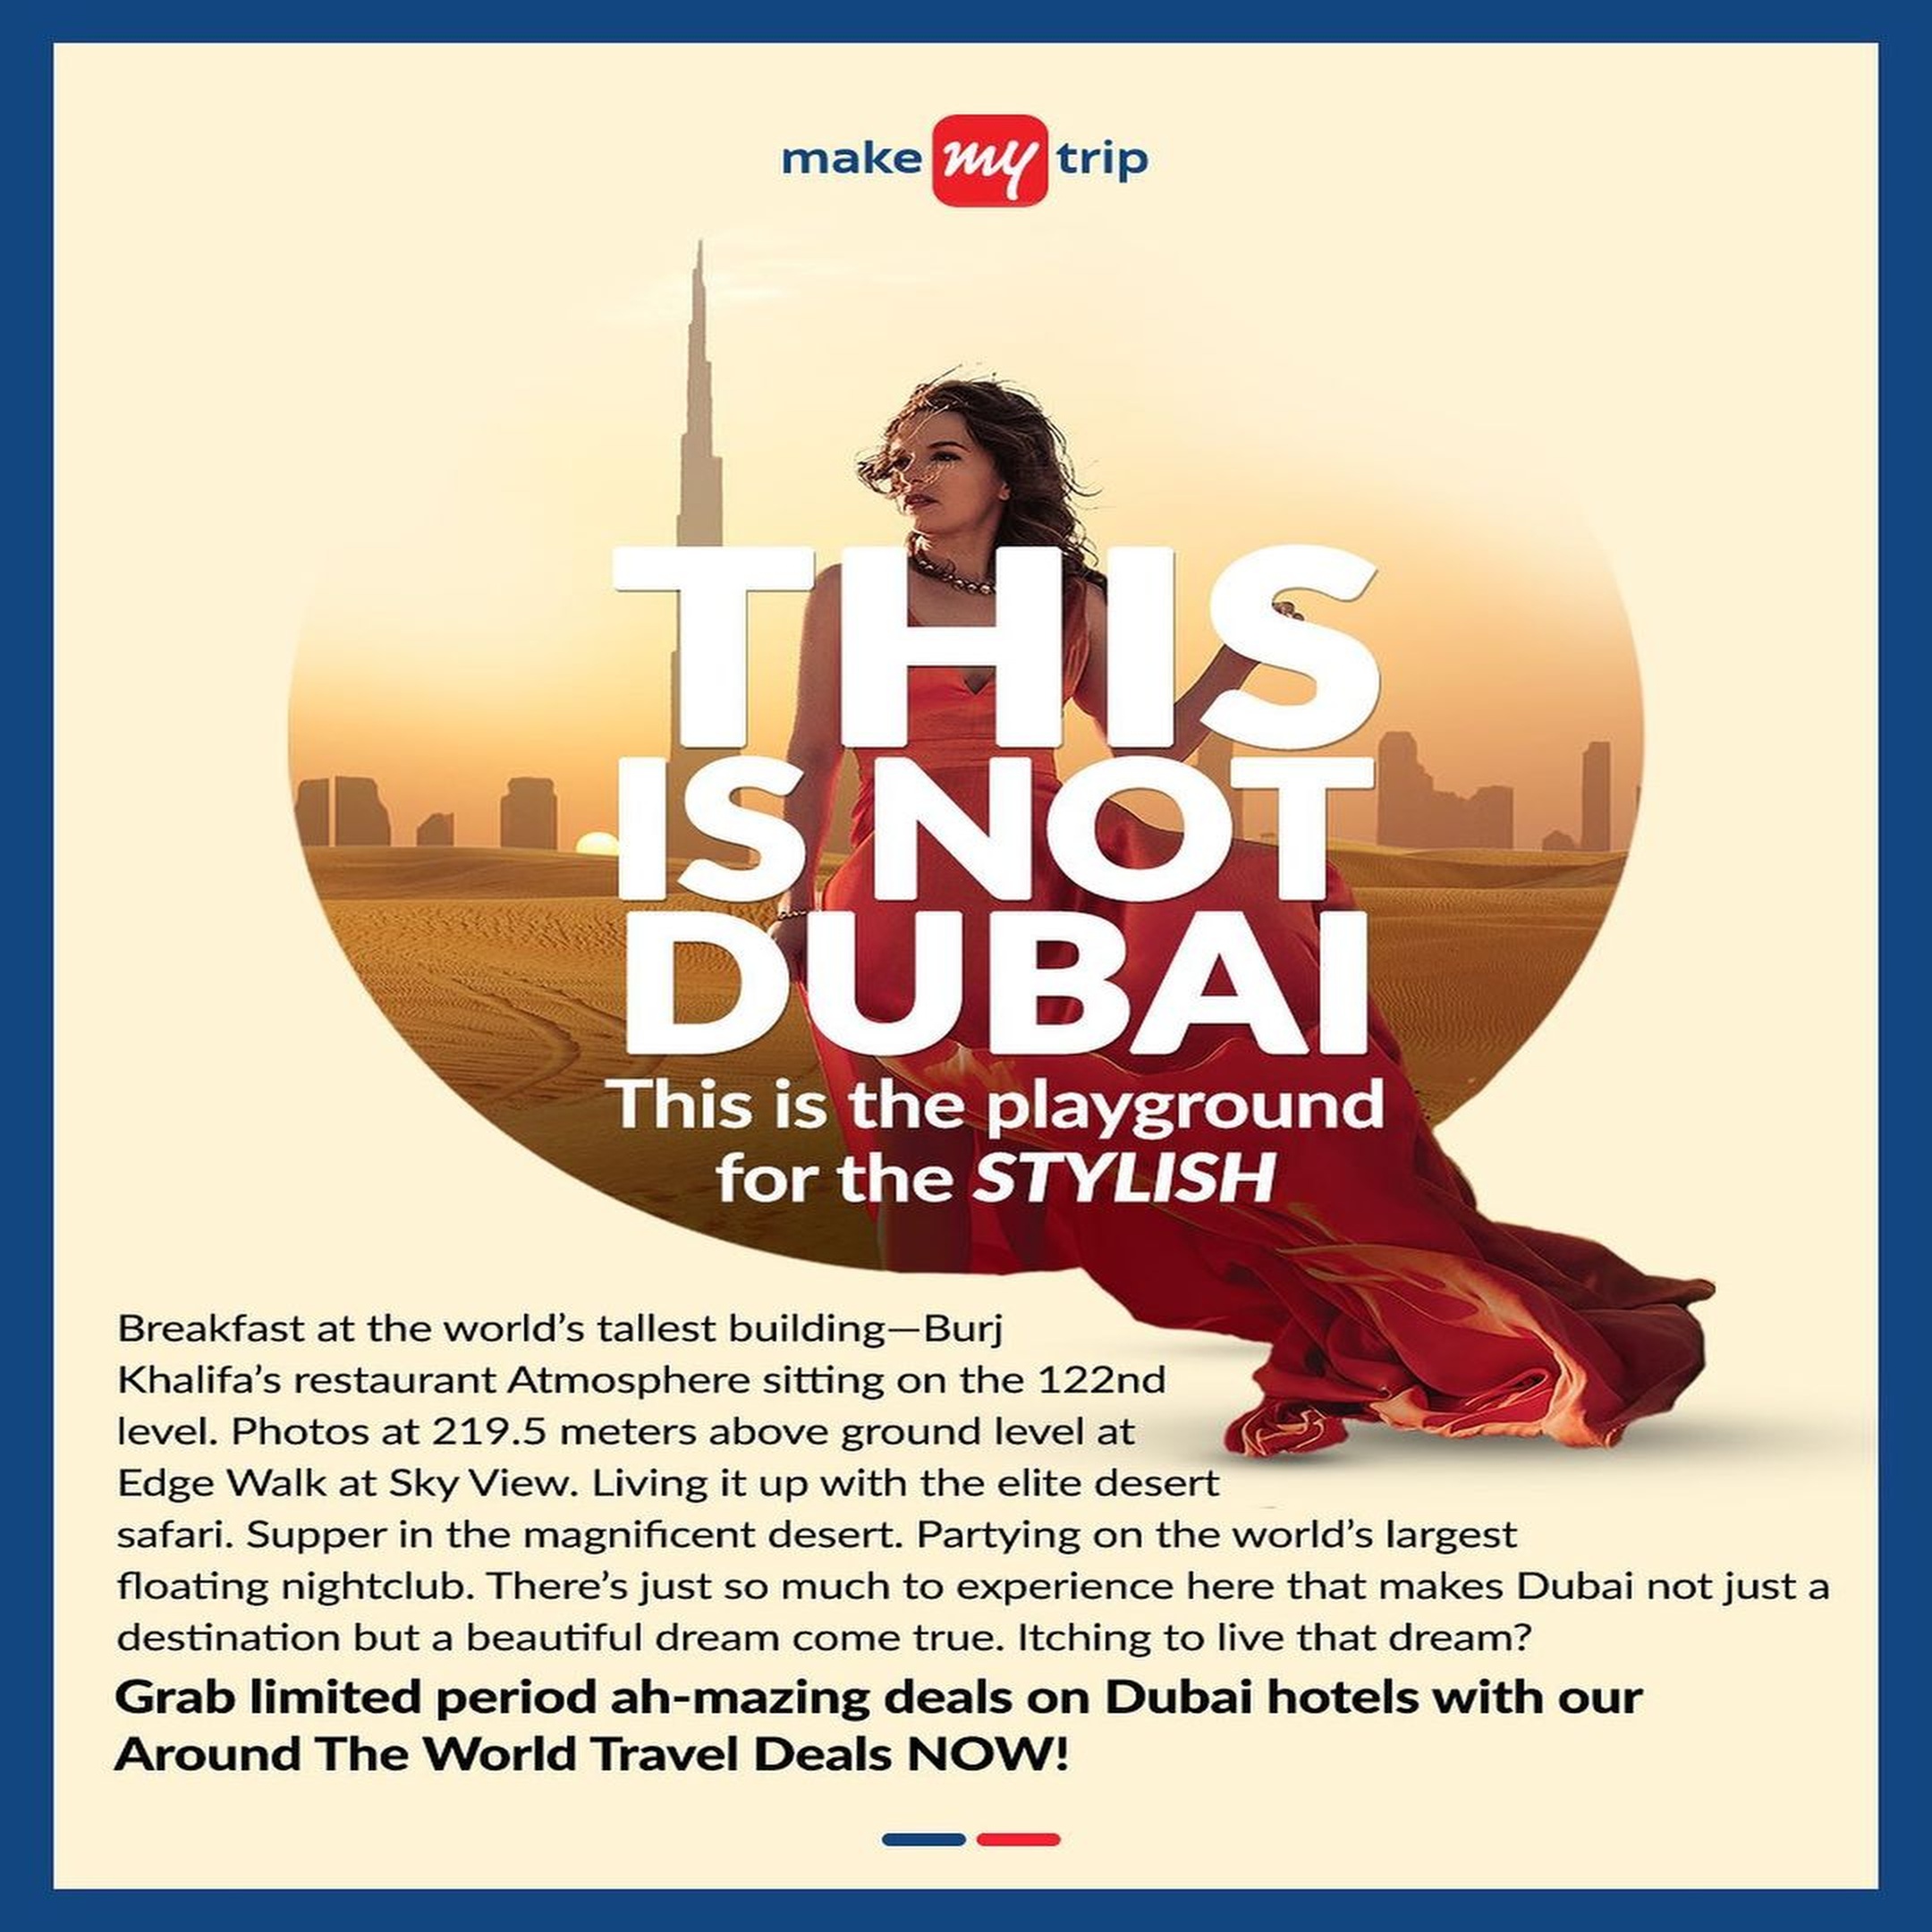 make my trip
THIS
IS NOT
DUBAI
This is the playground
for the STYLISH
Breakfast at the world’s tallest building—Burj
Khalifa’s restaurant Atmosphere sitting on the 122nd
level. Photos at 219.5 meters above ground level at
Edge Walk at Sky View. Living it up with the elite desert
safari. Supper in the magnificent desert. Partying on the world’s largest
floating nightclub. There’s just so much to experience here that makes Dubai not just a
destination but a beautiful dream come true. Itching to live that dream?
Grab limited period ah-mazing deals on Dubai hotels with our
Around The World Travel Deals NOW!